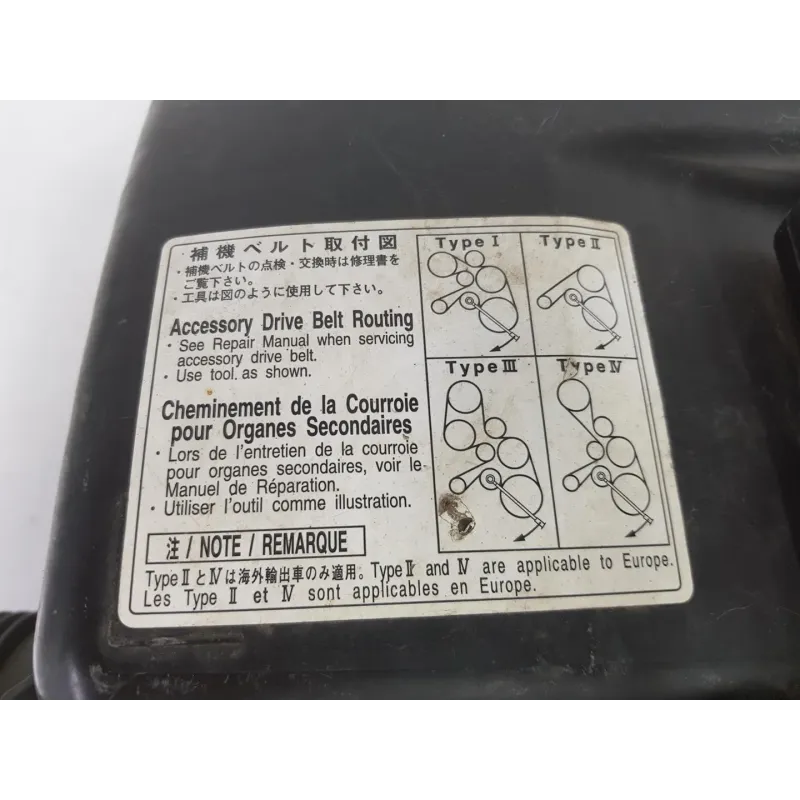 補機ベルト取付図
・補機ベルトの点検・交換時は修理書を
ご覧下さい。
・工具は図のように使用して下さい。
Accessory Drive Belt Routing
・See Repair Manual when servicing
accessory drive belt.
・Use tool as shown.
Cheminement de la Courroie
pour Organes Secondaires
・Lors de l'entretien de la courroie
pour organes secondaires, voir le
Manuel de Réparation.
・Utiliser l'outil comme illustration.
Type Ⅰ
Type Ⅱ
Type Ⅲ
Type Ⅳ
注 / NOTE / REMARQUE
Type Ⅱ と Ⅳ は海外輸出車のみ適用。Type Ⅱ and Ⅳ are applicable to Europe.
Les Type Ⅱ et Ⅳ sont applicables en Europe.